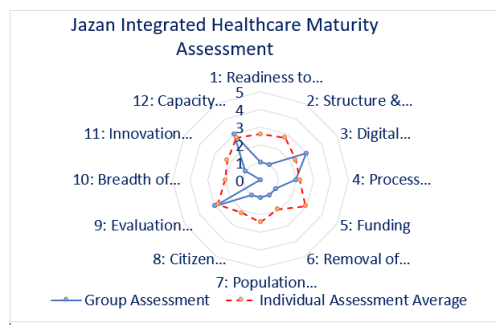 Jazan Integrated Healthcare Maturity
Assessment
1: Readiness to...
12: Capacity...
2: Structure &...
11: Innovation...
3: Digital...
10: Breadth of...
4: Process...
9: Evaluation...
5: Funding
8: Citizen...
6: Removal of...
7: Population...
5
4
3
2
1
0
Group Assessment
Individual Assessment Average